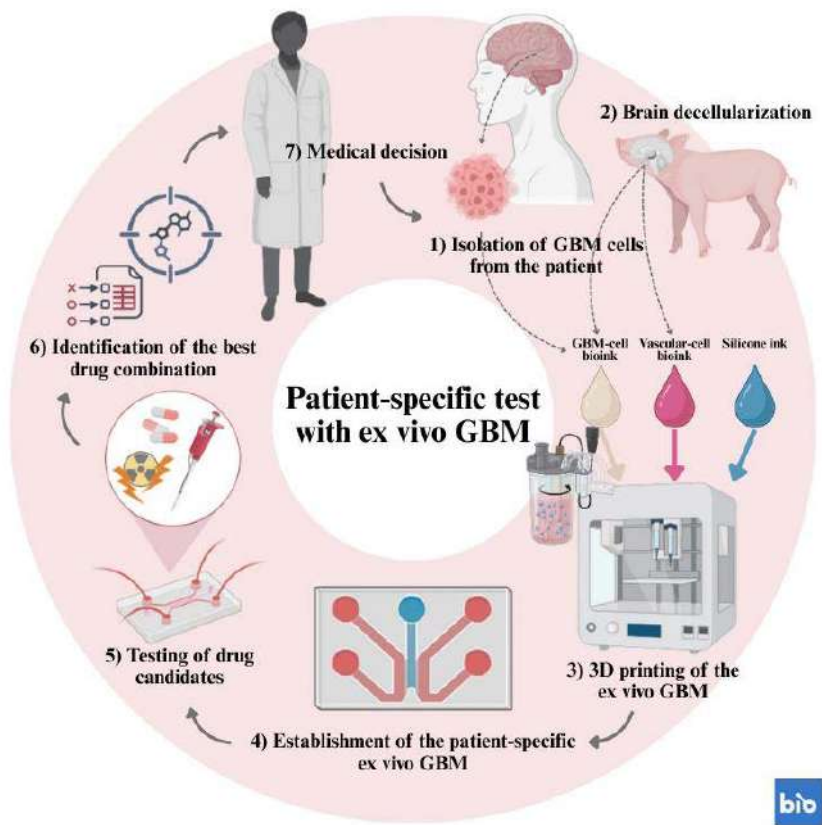 7) Medical decision
2) Brain decellularization
1) Isolation of GBM cells
from the patient
GBM-cell
bioink
Vascular-cell
bioink
Silicone ink
6) Identification of the best
drug combination
Patient-specific test
with ex vivo GBM
5) Testing of drug
candidates
3) 3D printing of the
ex vivo GBM
4) Establishment of the patient-specific
ex vivo GBM
bio